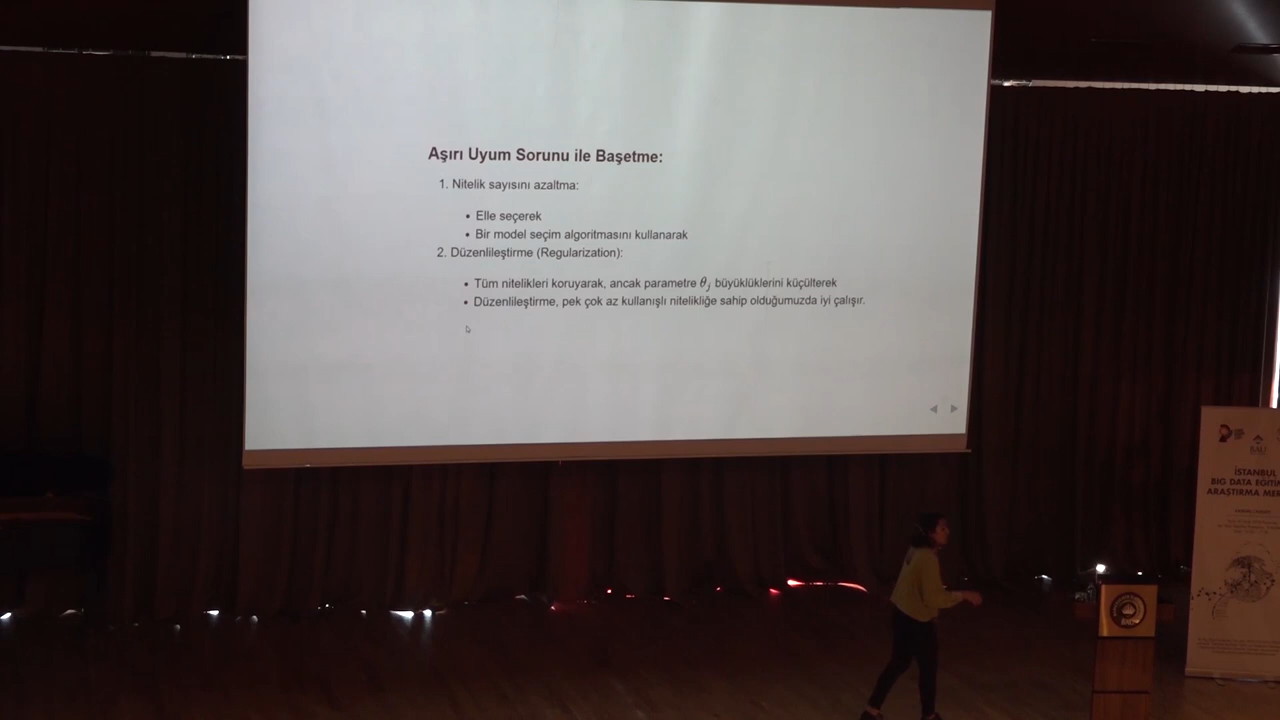 Aşırı Uyum Sorunu ile Başetme:
1. Nitelik sayısını azaltma:
• Elle seçerek
• Bir model seçim algoritmasını kullanarak
2. Düzenlileştirme (Regularization):
• Tüm nitelikleri koruyarak, ancak parametre θj büyüklüklerini küçülterek
• Düzenlileştirme, pek çok az kullanışlı niteliğe sahip olduğumuzda iyi çalışır.
BAU
İSTANBUL
BIG DATA EĞİTİ
ARAŞTIRMA MER
BAU